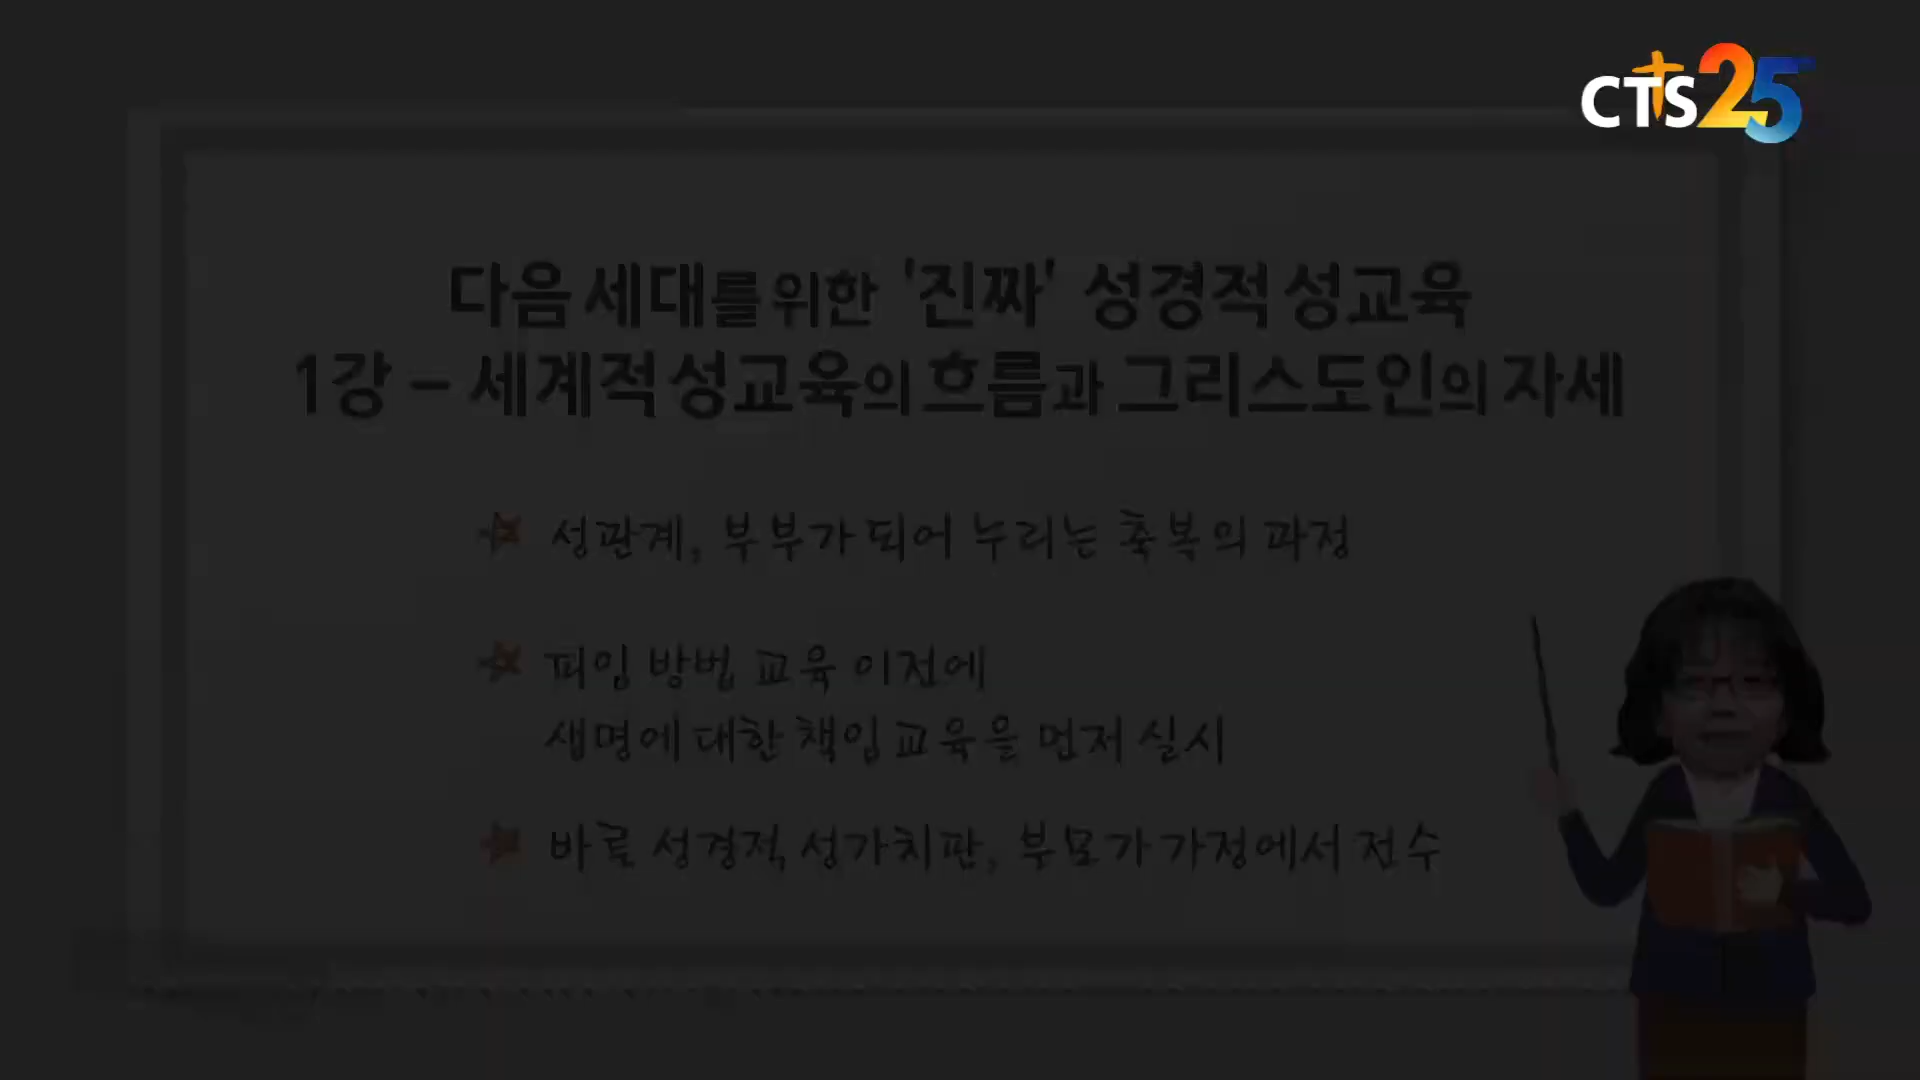 CTS25
다음 세대를 위한 '진짜' 성경적 성교육
1강 - 세계적 성교육의 흐름과 그리스도인의 자세
성관계, 부부가 되어 누리는 축복의 과정
피임 방법 교육 이전에
생명에 대한 책임 교육을 먼저 실시
바를 성경적 성가치관, 부모가 가정에서 전수